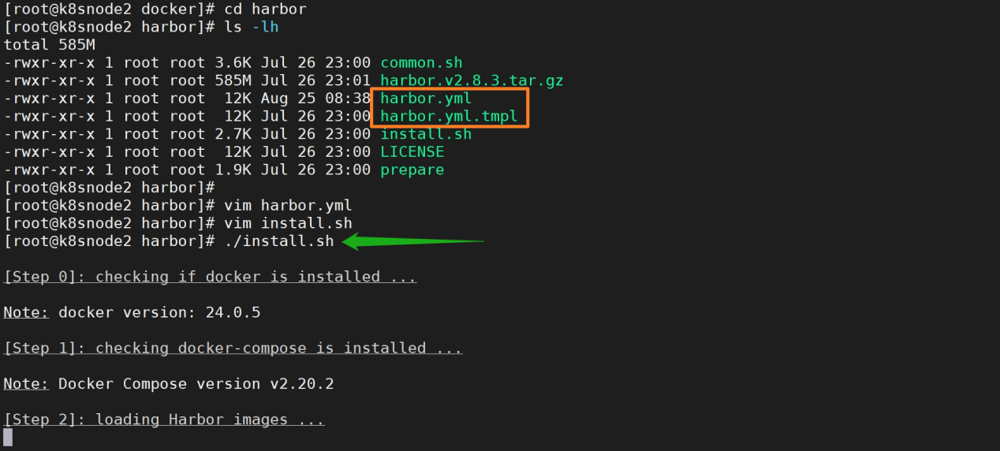 [root@k8snode2 docker]# cd harbor
[root@k8snode2 harbor]# ls -lh
total 585M
-rwxr-xr-x 1 root root 3.6K Jul 26 23:00 common.sh
-rwxr-xr-x 1 root root 585M Jul 26 23:01 harbor.v2.8.3.tar.gz
-rwxr-xr-x 1 root root  12K Aug 25 08:38 harbor.yml
-rwxr-xr-x 1 root root  12K Jul 26 23:00 harbor.yml.tmpl
-rwxr-xr-x 1 root root 2.7K Jul 26 23:00 install.sh
-rwxr-xr-x 1 root root  12K Jul 26 23:00 LICENSE
-rwxr-xr-x 1 root root 1.9K Jul 26 23:00 prepare
[root@k8snode2 harbor]#
[root@k8snode2 harbor]# vim harbor.yml
[root@k8snode2 harbor]# vim install.sh
[root@k8snode2 harbor]# ./install.sh
[Step 0]: checking if docker is installed ...
Note: docker version: 24.0.5
[Step 1]: checking docker-compose is installed ...
Note: Docker Compose version v2.20.2
[Step 2]: loading Harbor images ...